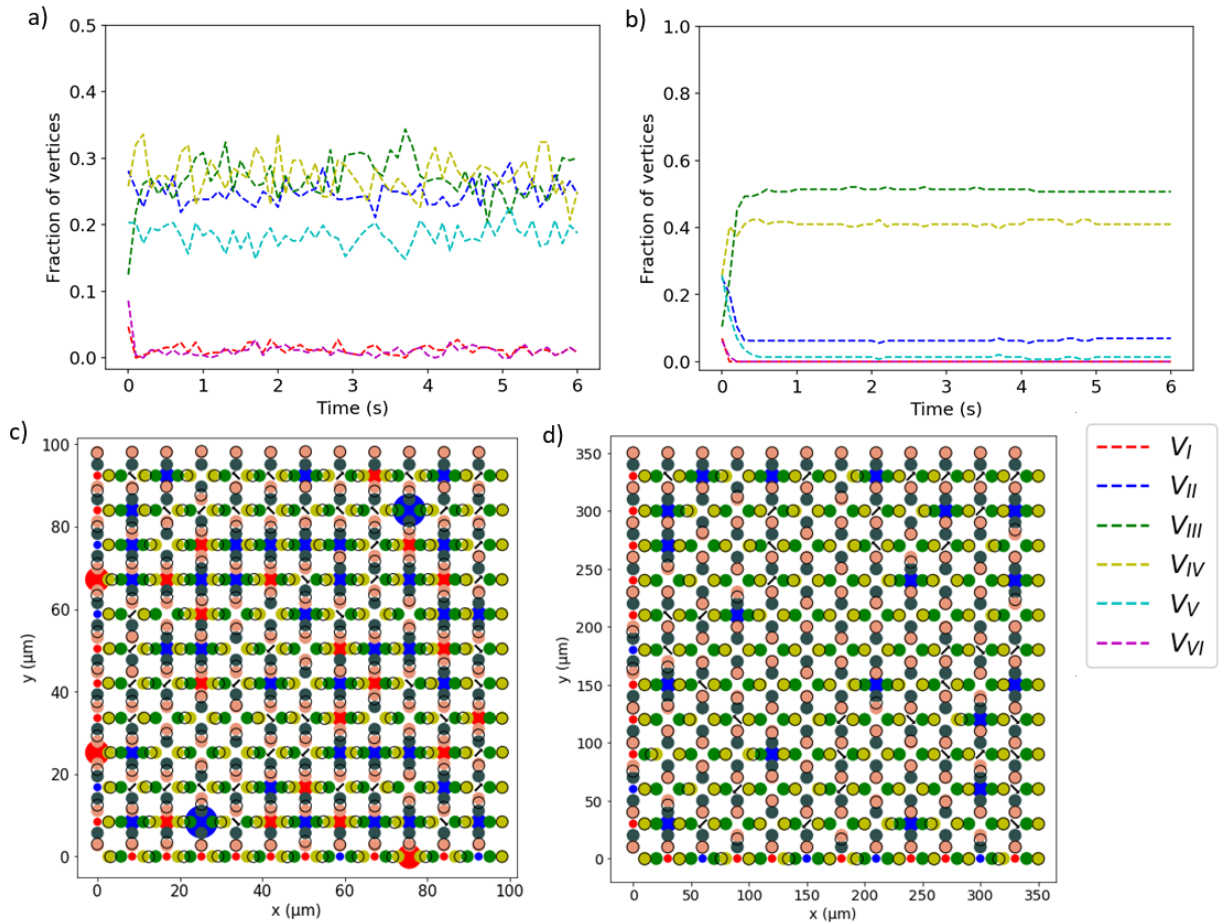 a)
Fraction of vertices
0.5
0.4
0.3
0.2
0.1
0.0
0 1 2 3 4 5 6
Time (s)
b)
Fraction of vertices
1.0
0.8
0.6
0.4
0.2
0.0
0 1 2 3 4 5 6
Time (s)
c)
y (μm)
100
80
60
40
20
0
0 20 40 60 80 100
x (μm)
d)
y (μm)
350
300
250
200
150
100
50
0
0 50 100 150 200 250 300 350
x (μm)
V_I
V_II
V_III
V_IV
V_V
V_VI